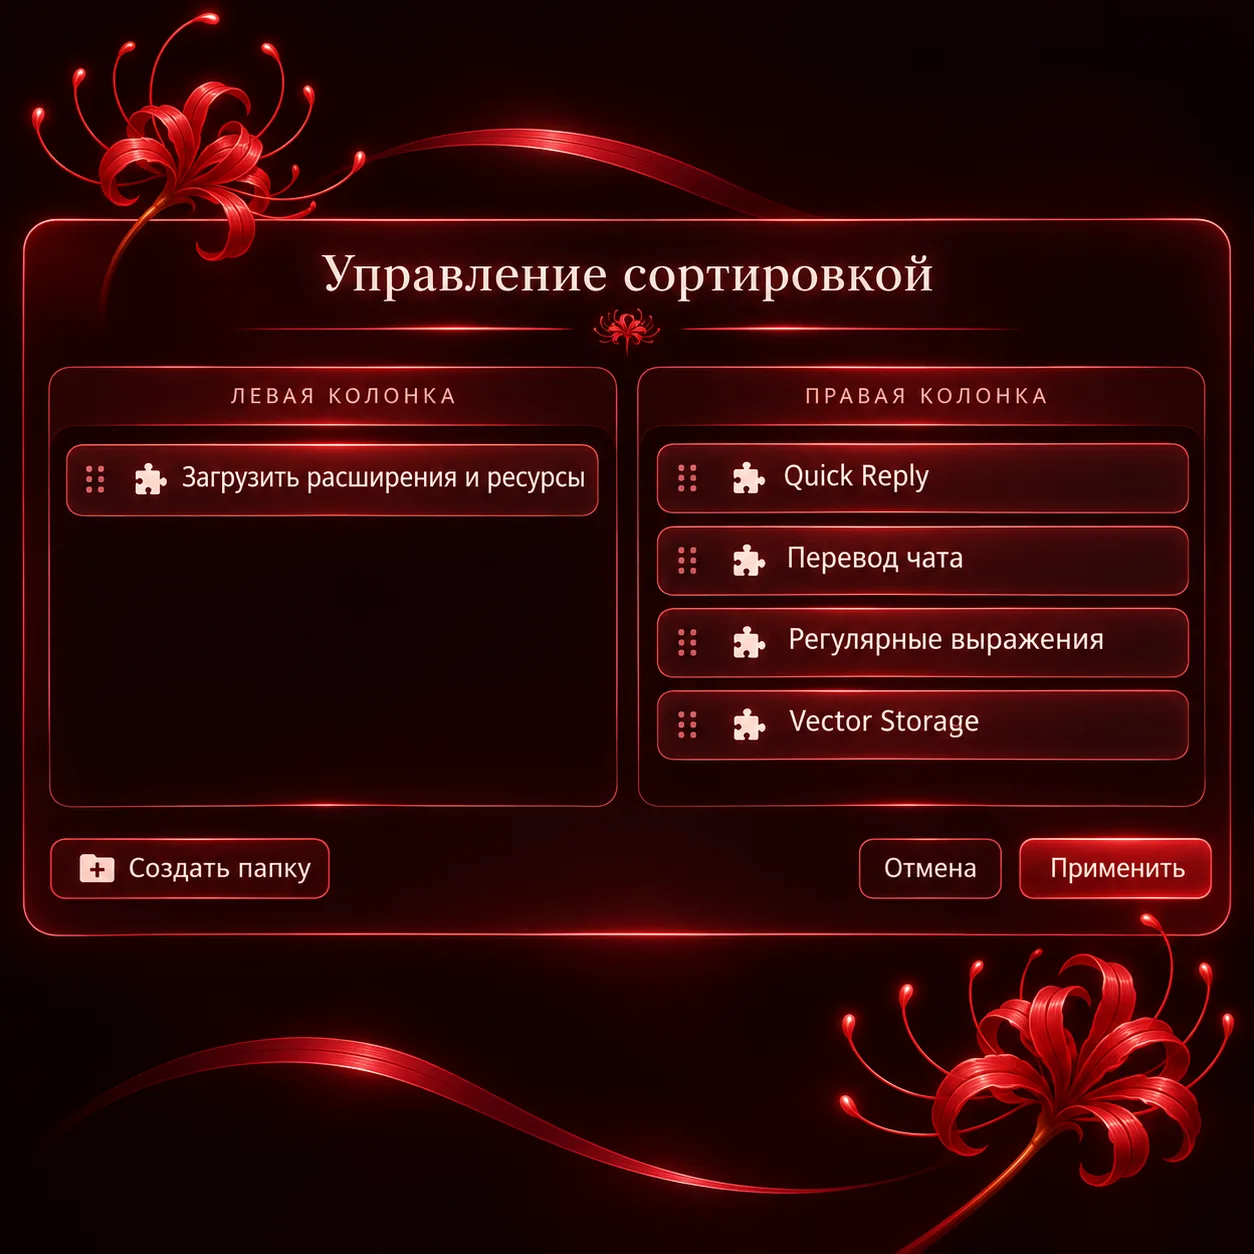 Управление сортировкой
ЛЕВАЯ КОЛОНКА
Загрузить расширения и ресурсы
ПРАВАЯ КОЛОНКА
Quick Reply
Перевод чата
Регулярные выражения
Vector Storage
Создать папку
Отмена
Применить